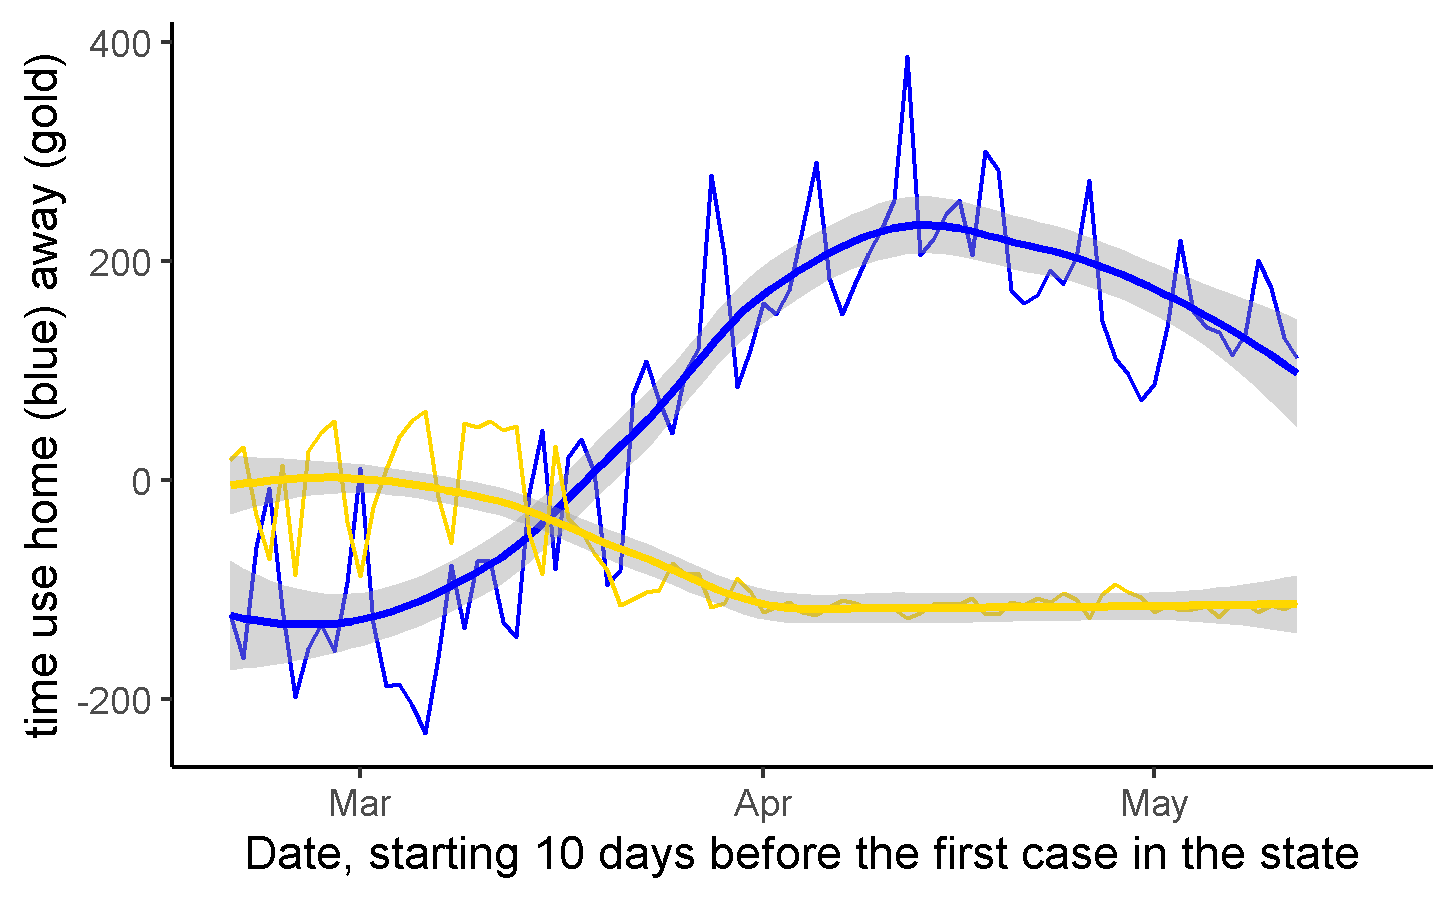 time use home (blue) away (gold)
400
200
0
-200
Mar
Apr
May
Date, starting 10 days before the first case in the state